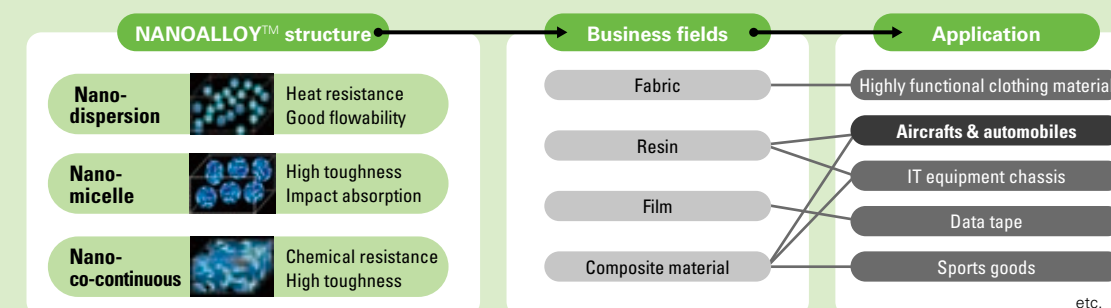 NANOALLOY™ structure
Business fields
Application
Nano-
dispersion
Heat resistance
Good flowability
Nano-
micelle
High toughness
Impact absorption
Nano-
co-continuous
Chemical resistance
High toughness
Fabric
Resin
Film
Composite material
Highly functional clothing material
Aircrafts & automobiles
IT equipment chassis
Data tape
Sports goods
etc.